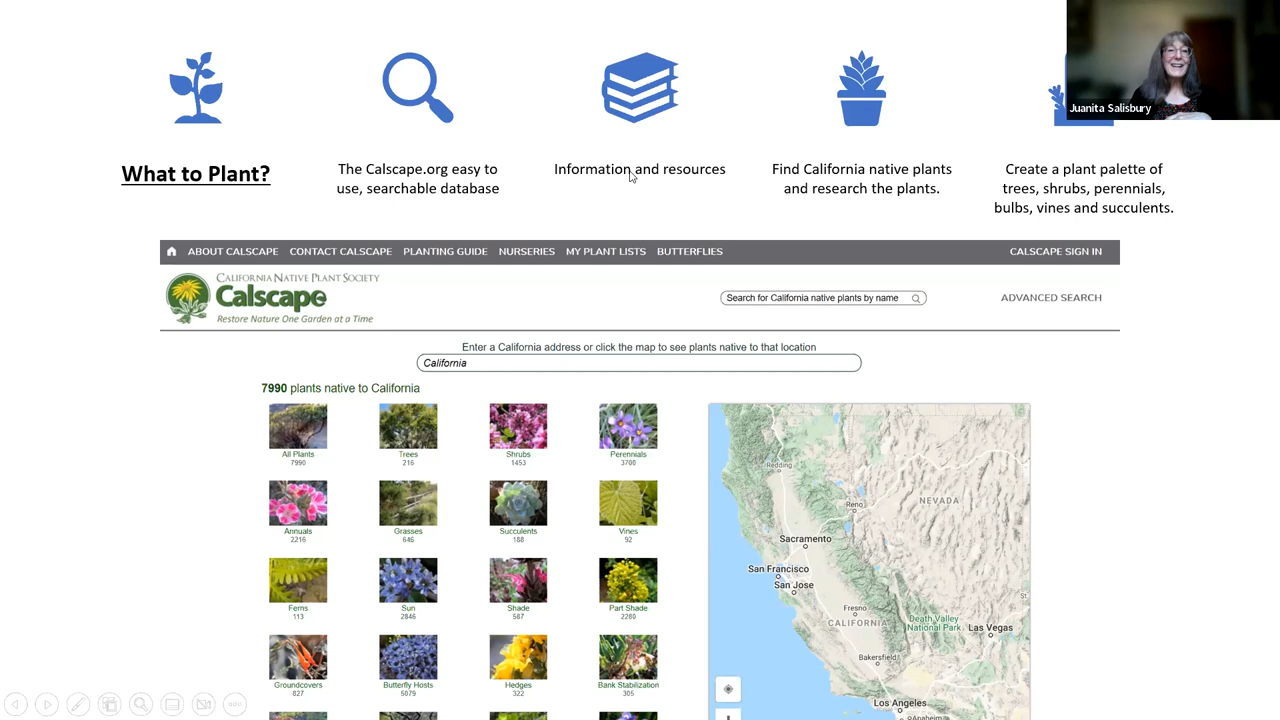 Juanita Salisbury
What to Plant?
The Calscape.org easy to
use, searchable database
Information and resources
Find California native plants
and research the plants.
Create a plant palette of
trees, shrubs, perennials,
bulbs, vines and succulents.
ABOUT CALSCAPE CONTACT CALSCAPE PLANTING GUIDE NURSERIES MY PLANT LISTS BUTTERFLIES CALSCAPE SIGN IN
CALIFORNIA NATIVE PLANT SOCIETY
Calscape
Restore Nature One Garden at a Time
Search for California native plants by name
ADVANCED SEARCH
Enter a California address or click the map to see plants native to that location
California
7990 plants native to California
All Plants
7990
Trees
216
Shrubs
1453
Perennials
3700
Annuals
2216
Grasses
646
Succulents
188
Vines
92
Ferns
113
Sun
2846
Shade
587
Part Shade
2280
Groundcovers
827
Butterfly Hosts
5079
Hedges
322
Bank Stabilization
305
Redding
Reno
NEVADA
Sacramento
San Francisco
San Jose
St
Fresno
CALIFORNIA
Death Valley
National Park
Las Vegas
Bakersfield
Los Angeles
Anaheim